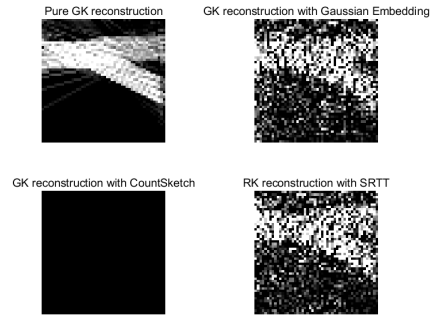 Pure GK reconstruction
GK reconstruction with Gaussian Embedding
GK reconstruction with CountSketch
RK reconstruction with SRTT